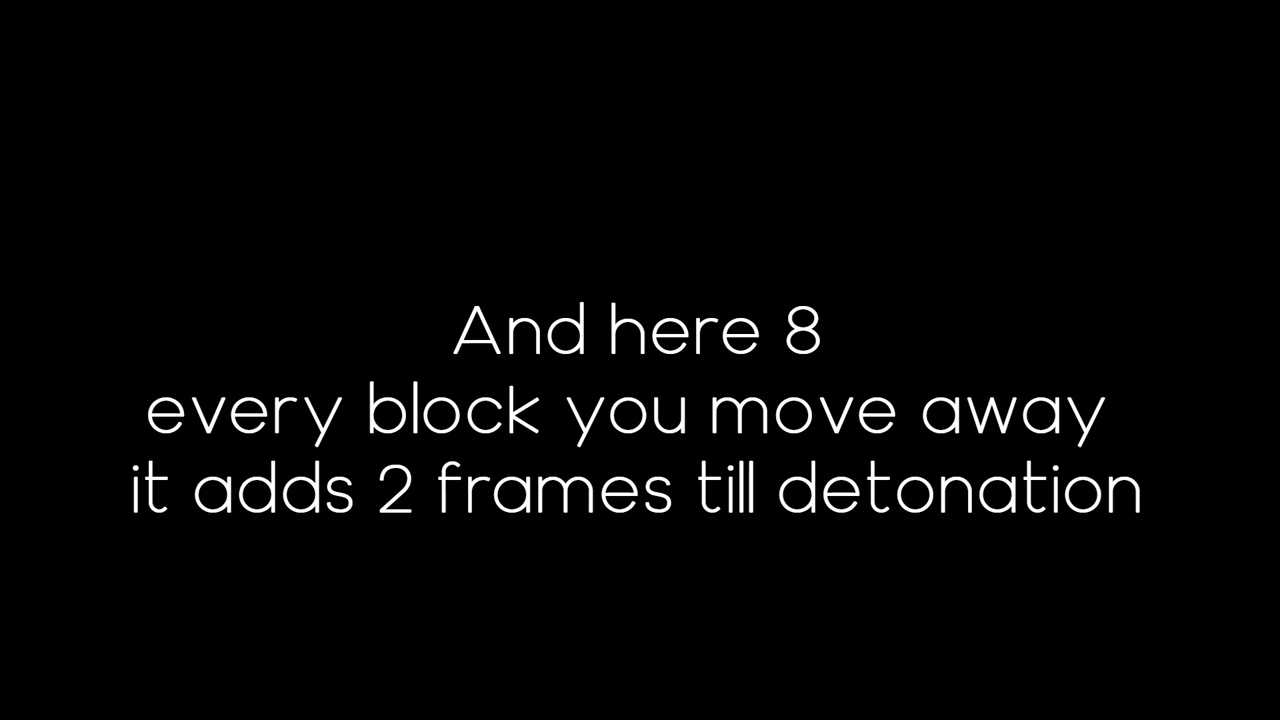 And here 8
every block you move away
it adds 2 frames till detonation